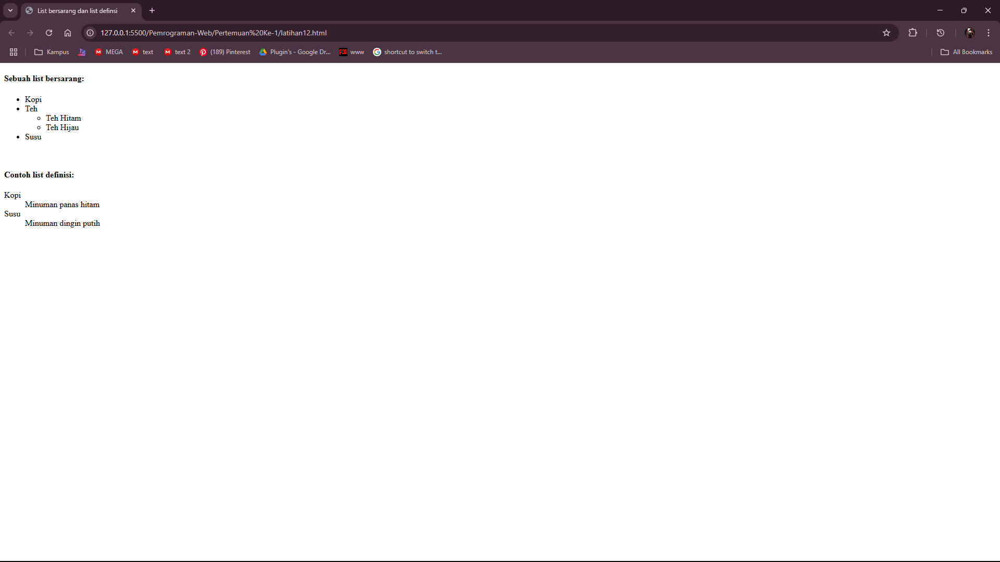 List bersarang dan list definsi
127.0.0.1:5500/Pemrograman-Web/Pertemuan%20Ke-1/latihan12.html
Kampus MEGA text text 2 (189) Pinterest Plugin's - Google Dr... PDG www shortcut to switch t... All Bookmarks
Sebuah list bersarang:
Kopi
Teh
Teh Hitam
Teh Hijau
Susu
Contoh list definisi:
Kopi
Minuman panas hitam
Susu
Minuman dingin putih